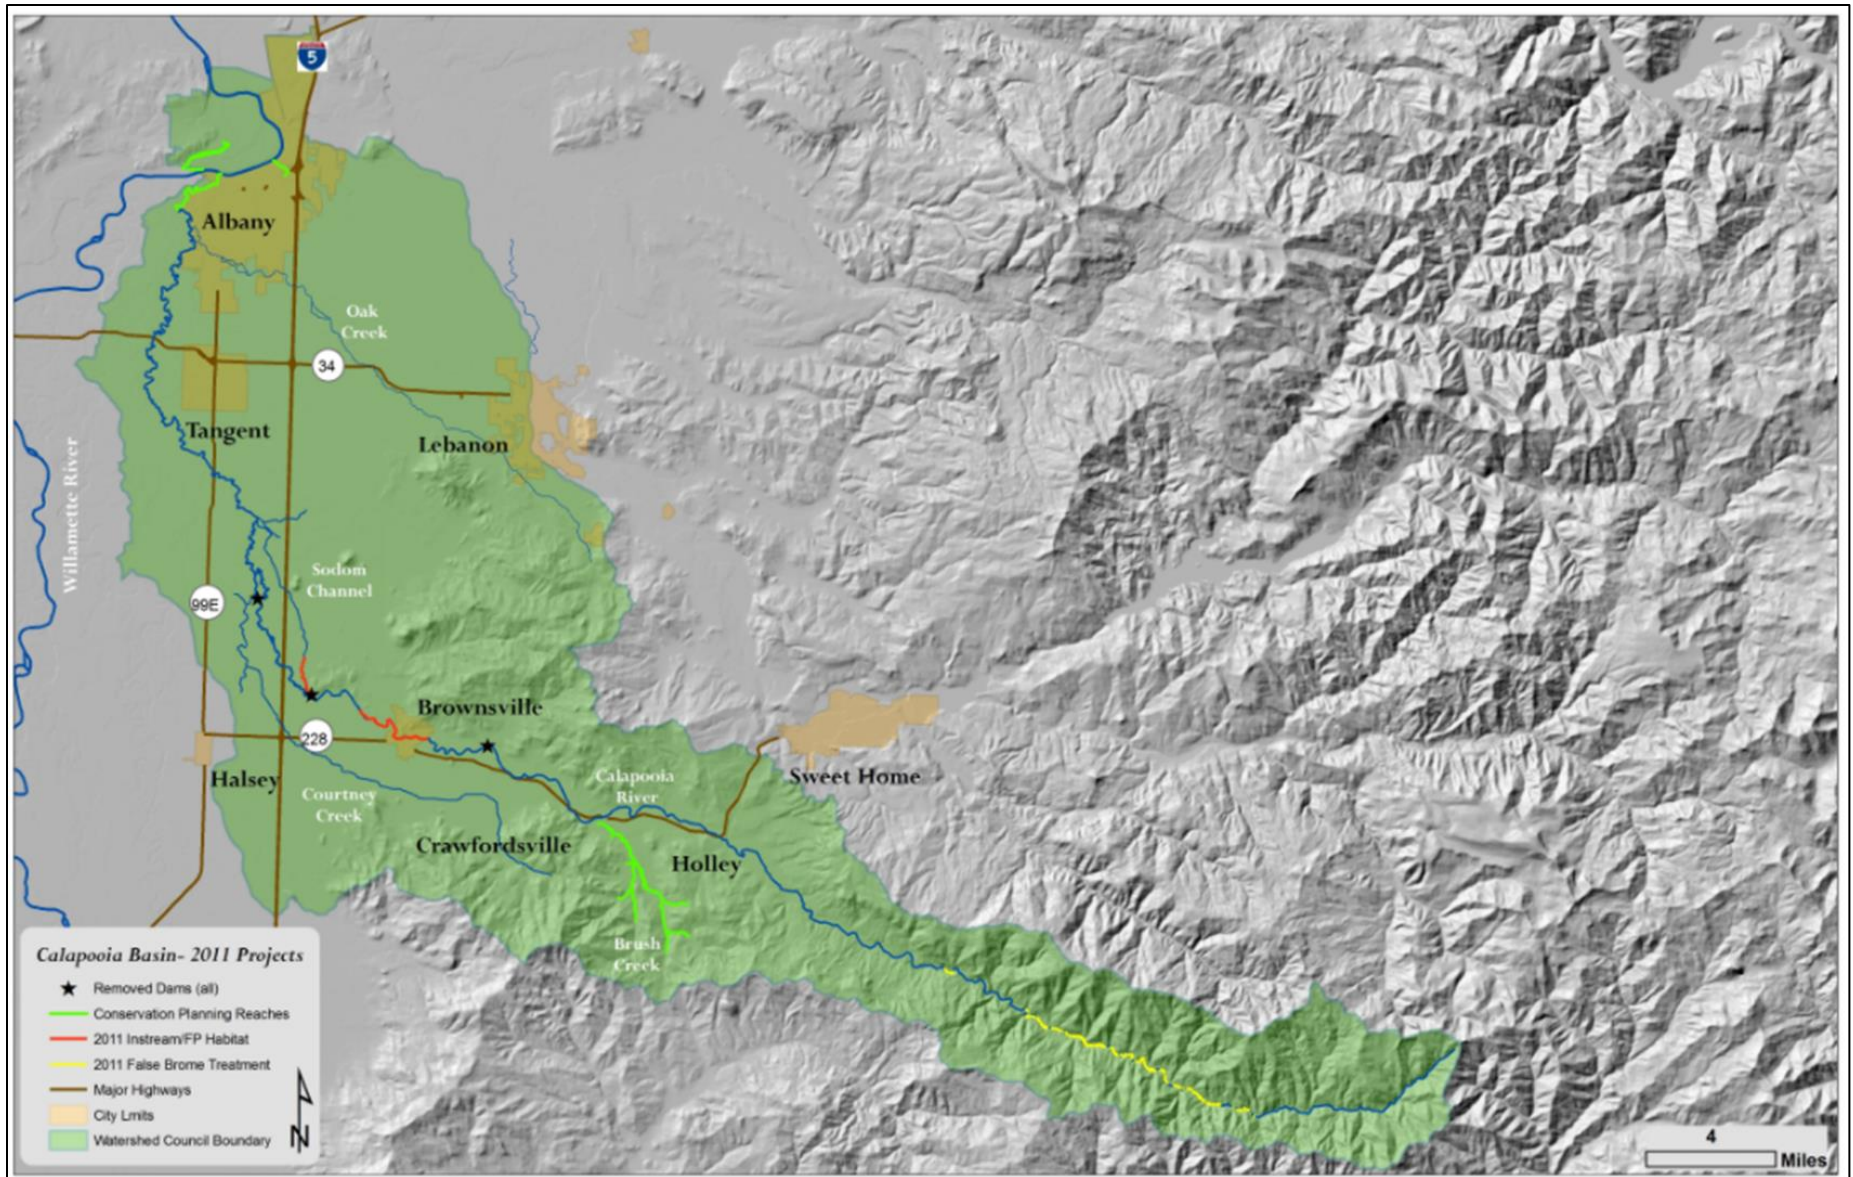 5
Albany
Oak
Creek
34
Tangent
Lebanon
Willamette River
Sodom
Channel
99E
Brownsville
228
Halsey
Calapooia
River
Sweet Home
Courtney
Creek
Crawfordsville
Holley
Brush
Creek
Calapooia Basin- 2011 Projects
Removed Dams (all)
Conservation Planning Reaches
2011 Instream/FP Habitat
2011 False Brome Treatment
Major Highways
City Lmits
Watershed Council Boundary
N
4
Miles